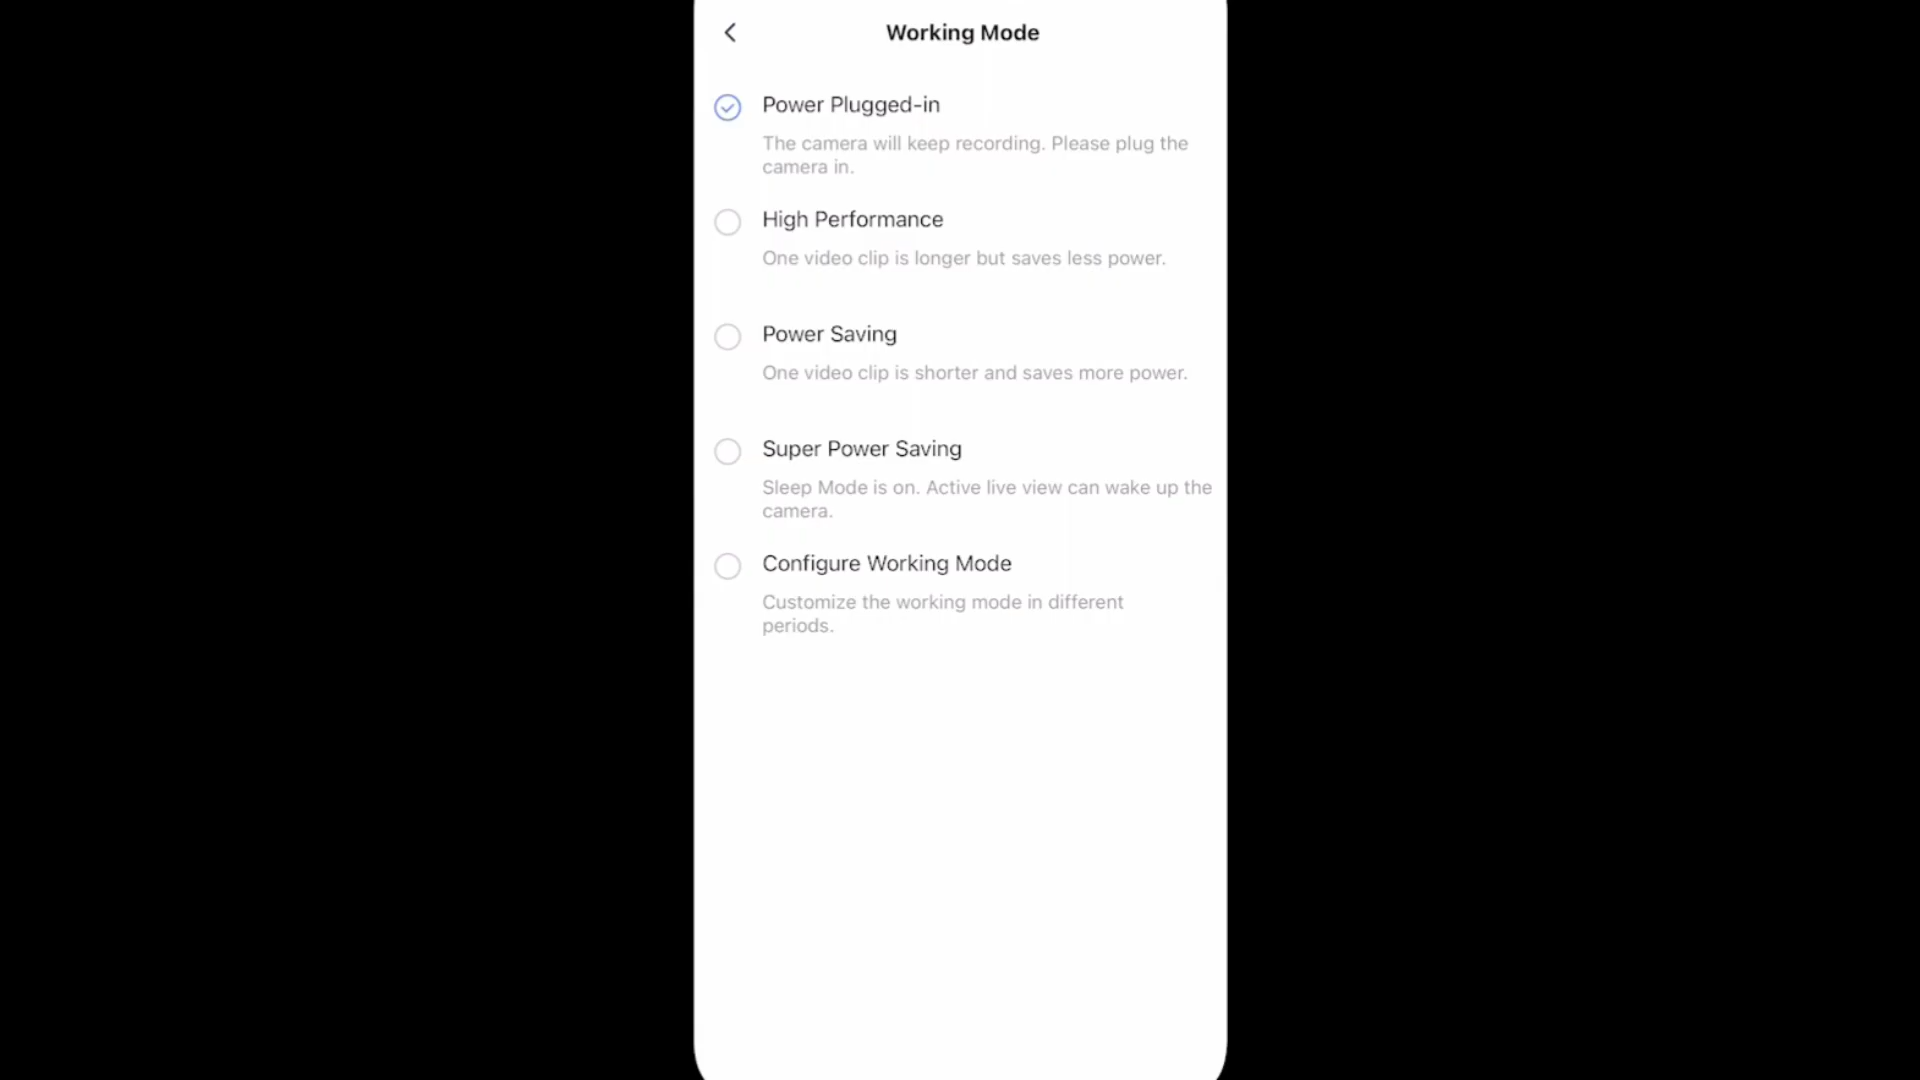 Working Mode
Power Plugged-in
The camera will keep recording. Please plug the
camera in.
High Performance
One video clip is longer but saves less power.
Power Saving
One video clip is shorter and saves more power.
Super Power Saving
Sleep Mode is on. Active live view can wake up the
camera.
Configure Working Mode
Customize the working mode in different
periods.